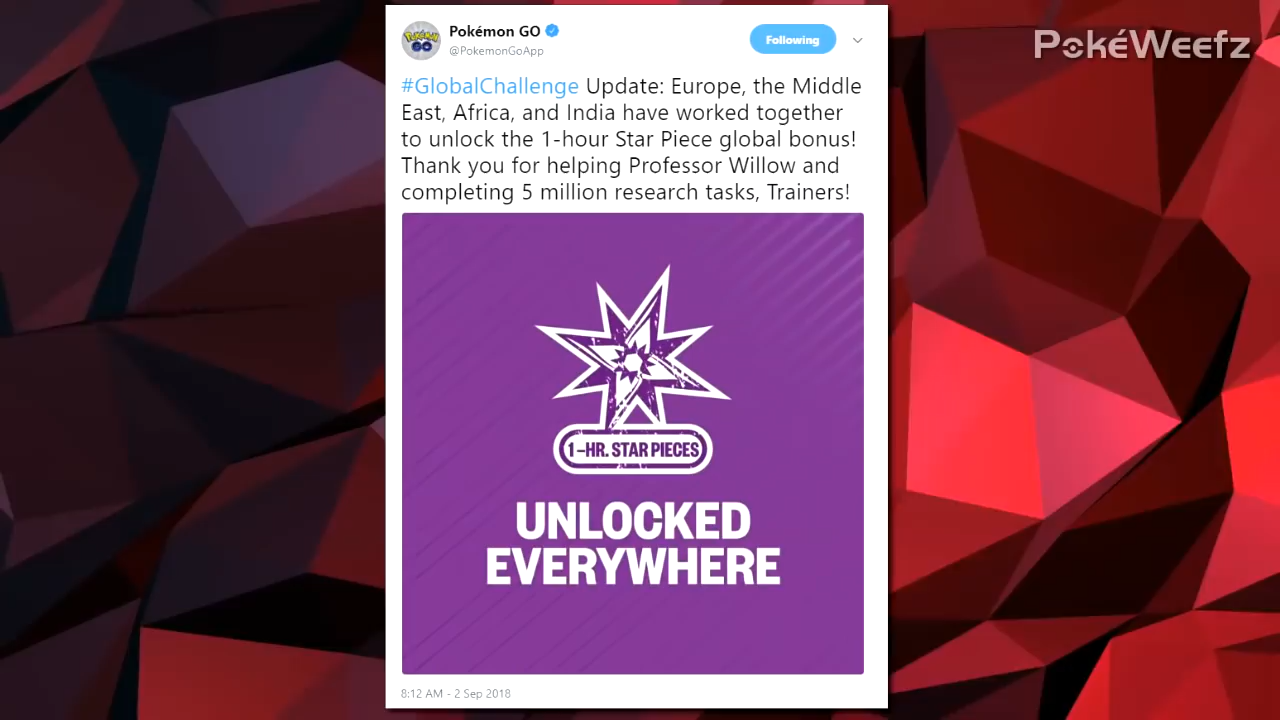 PokéWeefz
Pokémon GO
@PokemonGoApp
Following
#GlobalChallenge Update: Europe, the Middle
East, Africa, and India have worked together
to unlock the 1-hour Star Piece global bonus!
Thank you for helping Professor Willow and
completing 5 million research tasks, Trainers!
1-HR. STAR PIECES
UNLOCKED
EVERYWHERE
8:12 AM - 2 Sep 2018